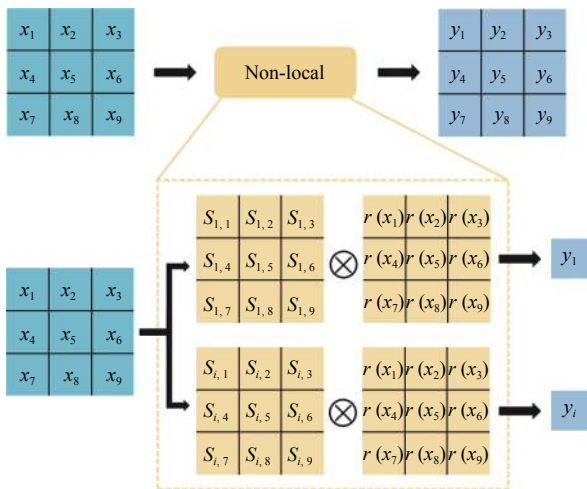 x₁ x₂ x₃ Non-local y₁ y₂ y₃
x₄ x₅ x₆ y₄ y₅ y₆
x₇ x₈ x₉ y₇ y₈ y₉
S₁,₁ S₁,₂ S₁,₃ r (x₁) r (x₂) r (x₃)
x₁ x₂ x₃ S₁,₄ S₁,₅ S₁,₆ ⊗ r (x₄) r (x₅) r (x₆) y₁
S₁,₇ S₁,₈ S₁,₉ r (x₇) r (x₈) r (x₉)
x₄ x₅ x₆
x₇ x₈ x₉ Sᵢ,₁ Sᵢ,₂ Sᵢ,₃ r (x₁) r (x₂) r (x₃)
Sᵢ,₄ Sᵢ,₅ Sᵢ,₆ ⊗ r (x₄) r (x₅) r (x₆) yᵢ
Sᵢ,₇ Sᵢ,₈ Sᵢ,₉ r (x₇) r (x₈) r (x₉)